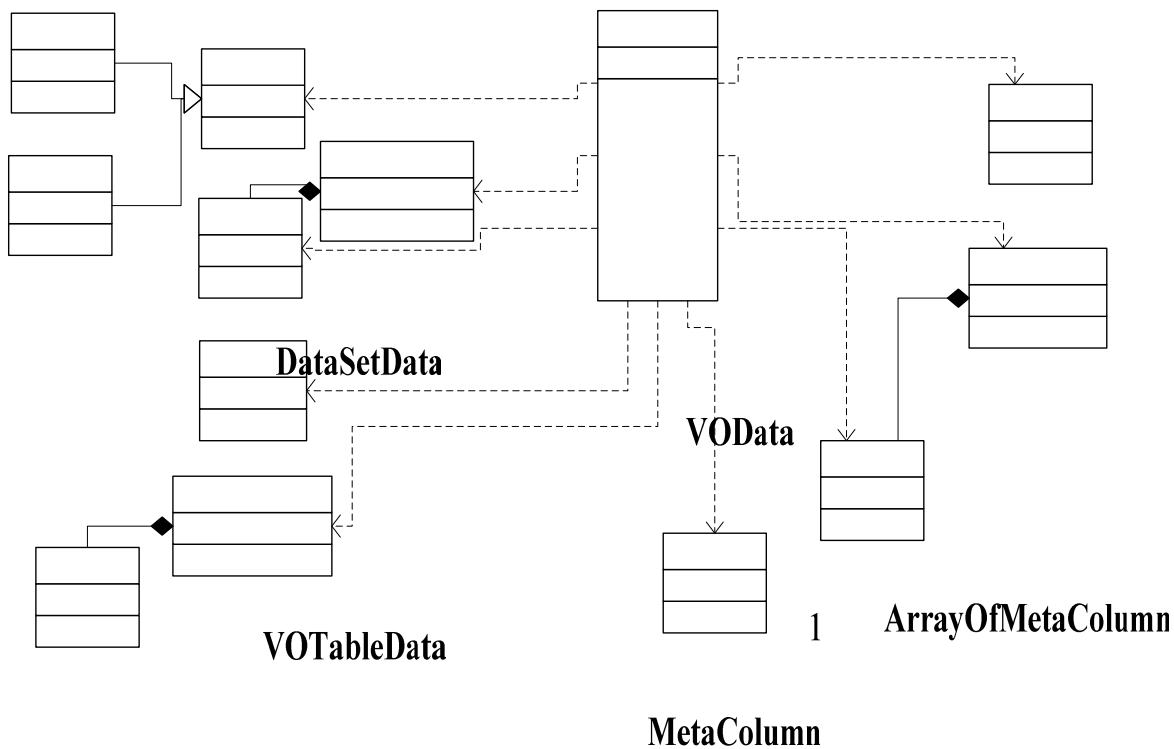 DataSetData
VOData
1
ArrayOfMetaColumn
VOTableData
MetaColumn